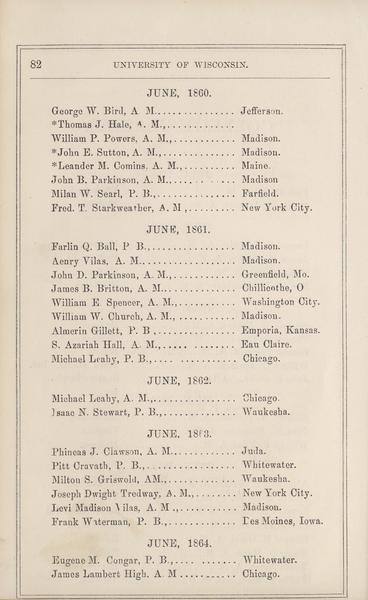 82 UNIVERSITY OF WISCONSIN.
JUNE, 1860.
George W. Bird, A M................ Jefferson.
*Thomas J. Hale, A. M.,.............
William P. Powers, A. M.,............ Madison.
*John E. Sutton, A. M.,.............. Madison.
*Leander M. Comins, A. M.,........... Maine.
John B. Parkinson, A. M............. Madison
Milan W. Searl, P. B.,............... Farfield.
Fred. T. Starkweather, A. M ,......... New York City.
JUNE, 1861.
Farlin Q. Ball, P B.,................ Madison.
Aenry Vilas, A. M.................. Madison.
John D. Parkinson, A. M.,............ Greenfield, Mo.
James B. Britton, A. M.............. Chillicothe, O
William E. Spencer, A. M.,........... Washington City.
William W. Church, A. M., ........... Madison.
Almerin Gillett, P. B ,............... Emporia, Kansas.
S. Azariah Hall, A. M.,..... ........ Eau Claire.
Michael Leahy, P. B.,.... ........... Chicago.
JUNE, 1862.
Michael Leahy, A. M.,............... Chicago.
Isaac N. Stewart, P. B.,............. Waukesha.
JUNE, 1863.
Phineas J. Clawson, A. M............ Juda.
Pitt Cravath, P. B.,................. Whitewater.
Milton S. Griswold, AM.,............ Waukesha.
Joseph Dwight Tredway, A. M.,....... New York City.
Levi Madison Vilas, A. M .,.......... Madison.
Frank Waterman, P. B.,............ Des Moines, Iowa.
JUNE, 1864.
Eugene M. Congar, P. B.,.... ....... Whitewater.
James Lambert High, A. M .......... Chicago.